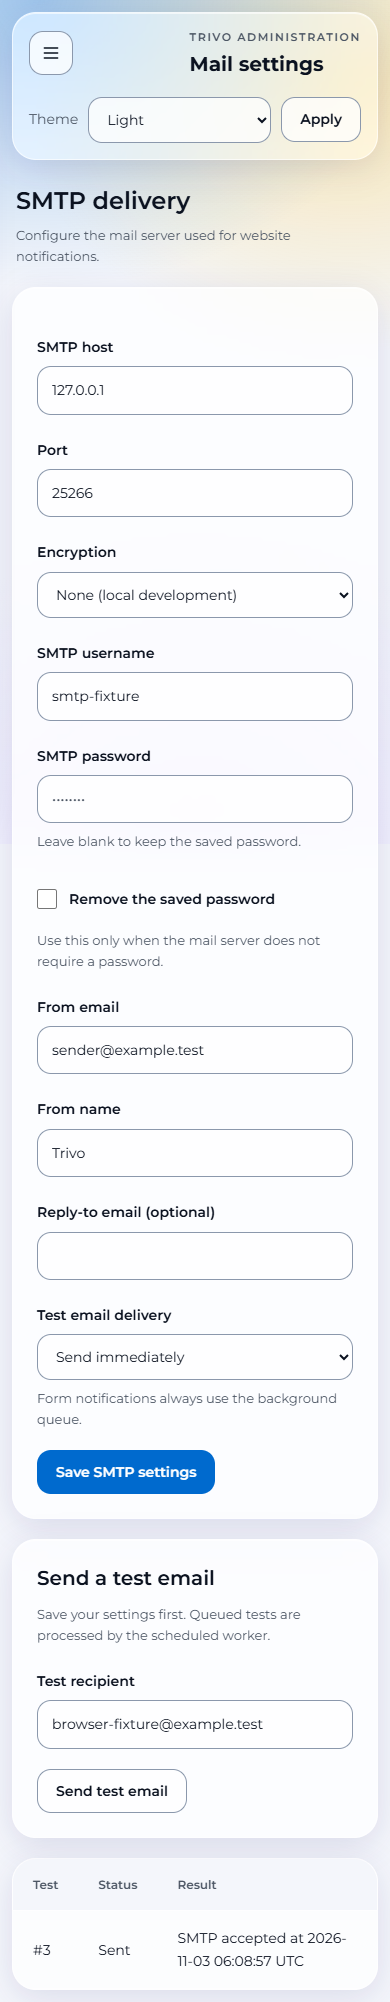 TRIVO ADMINISTRATION
Mail settings
Theme
Light
Apply
SMTP delivery
Configure the mail server used for website
notifications.
SMTP host
127.0.0.1
Port
25266
Encryption
None (local development)
SMTP username
smtp-fixture
SMTP password
········
Leave blank to keep the saved password.
Remove the saved password
Use this only when the mail server does not
require a password.
From email
sender@example.test
From name
Trivo
Reply-to email (optional)
Test email delivery
Send immediately
Form notifications always use the background
queue.
Save SMTP settings
Send a test email
Save your settings first. Queued tests are
processed by the scheduled worker.
Test recipient
browser-fixture@example.test
Send test email
Test Status Result
#3 Sent SMTP accepted at 2026-
11-03 06:08:57 UTC